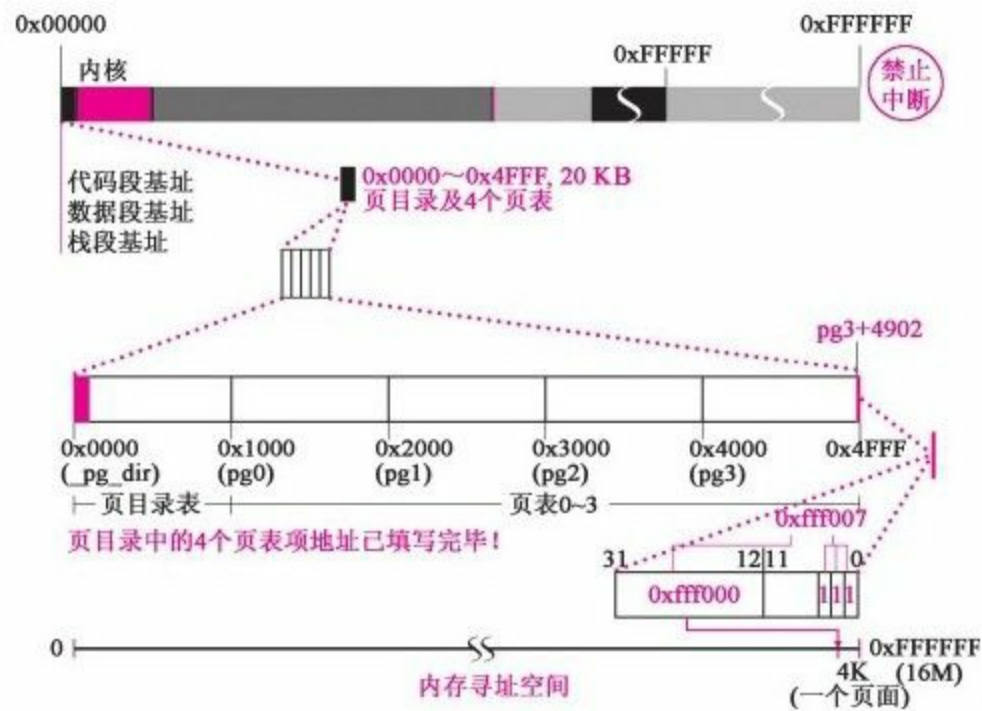 0x00000
0xFFFFFF
0xFFFFF
内核
禁止
中断
代码段基址
数据段基址
栈段基址
0x0000～0x4FFF, 20 KB
页目录及4个页表
pg3+4902
0x0000
(_pg_dir)
0x1000
(pg0)
0x2000
(pg1)
0x3000
(pg2)
0x4000
(pg3)
0x4FFF
页目录表
页表0~3
0xfff007
页目录中的4个页表项地址已填写完毕！
31
12
11
0
0xfff000
1
1
1
0
0xFFFFFF
4K
(16M)
(一个页面)
内存寻址空间